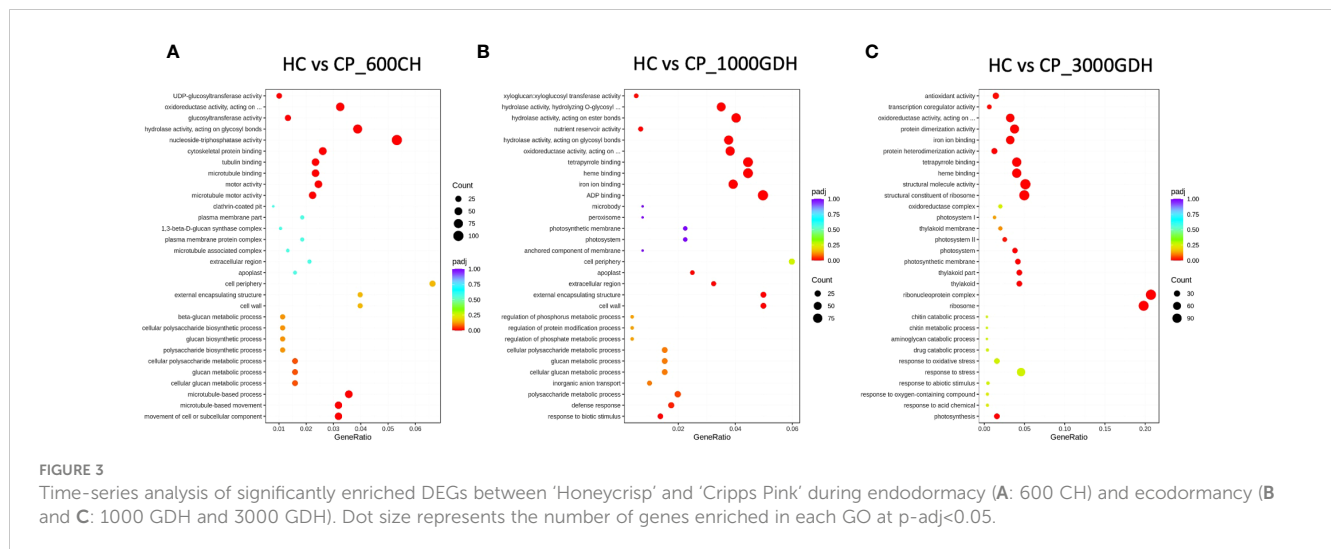 A
HC vs CP_600CH
UDP-glucosyltransferase activity
oxidoreductase activity, acting on ...
glucosyltransferase activity
hydrolase activity, acting on glycosyl bonds
nucleoside-triphosphatase activity
cytoskeletal protein binding
tubulin binding
microtubule binding
motor activity
microtubule motor activity
clathrin-coated pit
plasma membrane part
1,3-beta-D-glucan synthase complex
plasma membrane protein complex
microtubule associated complex
extracellular region
apoplast
cell periphery
external encapsulating structure
cell wall
beta-glucan metabolic process
cellular polysaccharide biosynthetic process
glucan biosynthetic process
polysaccharide biosynthetic process
cellular polysaccharide metabolic process
glucan metabolic process
cellular glucan metabolic process
microtubule-based process
microtubule-based movement
movement of cell or subcellular component
0.01 0.02 0.03 0.04 0.05 0.06
GeneRatio
Count
25
50
75
100
padj
1.00
0.75
0.50
0.25
0.00
B
HC vs CP_1000GDH
xyloglucan:xyloglucosyl transferase activity
hydrolase activity, hydrolyzing O-glycosyl ...
hydrolase activity, acting on ester bonds
nutrient reservoir activity
hydrolase activity, acting on glycosyl bonds
oxidoreductase activity, acting on ...
tetrapyrrole binding
heme binding
iron ion binding
ADP binding
microbody
peroxisome
photosynthetic membrane
photosystem
anchored component of membrane
cell periphery
apoplast
extracellular region
external encapsulating structure
cell wall
regulation of phosphorus metabolic process
regulation of protein modification process
regulation of phosphate metabolic process
cellular polysaccharide metabolic process
glucan metabolic process
cellular glucan metabolic process
inorganic anion transport
polysaccharide metabolic process
defense response
response to biotic stimulus
0.02 0.04 0.06
GeneRatio
padj
1.00
0.75
0.50
0.25
0.00
Count
25
50
75
C
HC vs CP_3000GDH
antioxidant activity
transcription coregulator activity
oxidoreductase activity, acting on ...
protein dimerization activity
iron ion binding
protein heterodimerization activity
tetrapyrrole binding
heme binding
structural molecule activity
structural constituent of ribosome
oxidoreductase complex
photosystem I
thylakoid membrane
photosystem II
photosystem
photosynthetic membrane
thylakoid part
thylakoid
ribonucleoprotein complex
ribosome
chitin catabolic process
chitin metabolic process
aminoglycan catabolic process
drug catabolic process
response to oxidative stress
response to stress
response to abiotic stimulus
response to oxygen-containing compound
response to acid chemical
photosynthesis
0.00 0.05 0.10 0.15 0.20
GeneRatio
padj
1.00
0.75
0.50
0.25
0.00
Count
30
60
90
FIGURE 3
Time-series analysis of significantly enriched DEGs between ‘Honeycrisp’ and ‘Cripps Pink’ during endodormacy (A: 600 CH) and ecodormancy (B
and C: 1000 GDH and 3000 GDH). Dot size represents the number of genes enriched in each GO at p-adj<0.05.